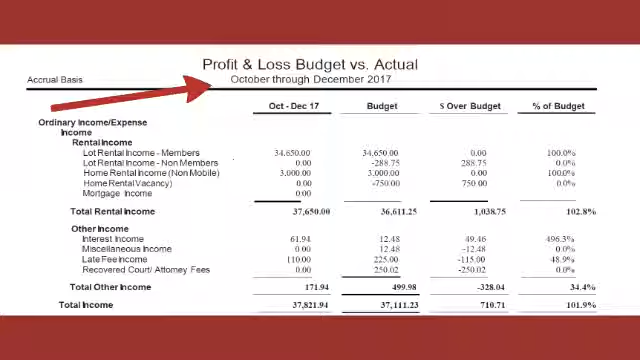 Profit & Loss Budget vs. Actual
Accrual Basis October through December 2017
Oct - Dec 17 Budget $ Over Budget % of Budget
Ordinary Income/Expense
Income
Rental Income
Lot Rental Income - Members 34,650.00 34,650.00 0.00 100.0%
Lot Rental Income - Non Members 0.00 -288.75 288.75 0.0%
Home Rental Income (Non Mobile) 3,000.00 3,000.00 0.00 100.0%
Home Rental Vacancy) 0.00 -750.00 750.00 0.0%
Mortgage Income 0.00
Total Rental Income 37,650.00 36,611.25 1,038.75 102.8%
Other Income
Interest Income 61.94 12.48 49.46 496.3%
Miscellaneous Income 0.00 12.48 -12.48 0.0%
Late Fee Income 110.00 225.00 -115.00 48.9%
Recovered Court/ Attorney Fees 0.00 250.02 -250.02 0.0%
Total Other Income 171.94 499.98 -328.04 34.4%
Total Income 37,821.94 37,111.23 710.71 101.9%